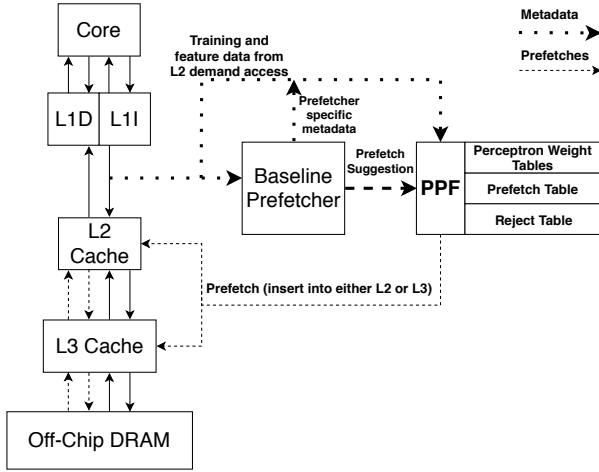 Core
L1D
L1I
L2
Cache
L3 Cache
Off-Chip DRAM
Training and
feature data from
L2 demand access
Prefetcher
specific
metadata
Baseline
Prefetcher
Prefetch
Suggestion
PPF
Perceptron Weight
Tables
Prefetch Table
Reject Table
Prefetch (insert into either L2 or L3)
Metadata
Prefetches